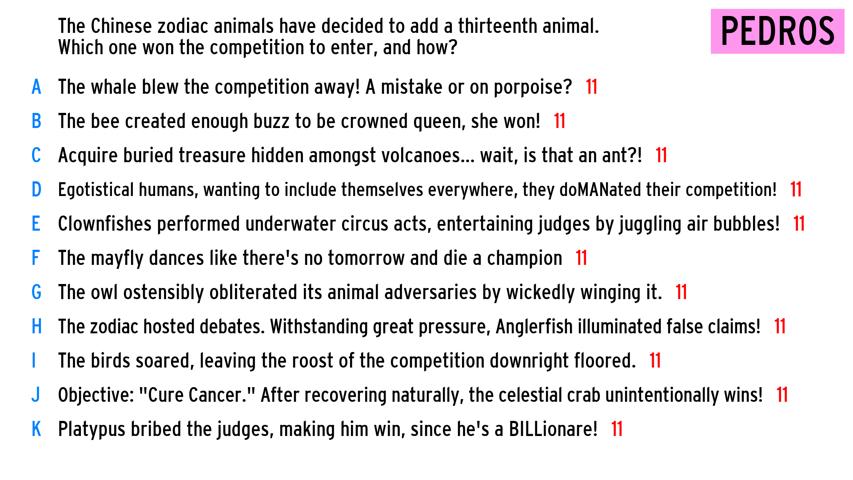 The Chinese zodiac animals have decided to add a thirteenth animal.
Which one won the competition to enter, and how?
PEDROS
A The whale blew the competition away! A mistake or on porpoise? 11
B The bee created enough buzz to be crowned queen, she won! 11
C Acquire buried treasure hidden amongst volcanoes... wait, is that an ant?! 11
D Egotistical humans, wanting to include themselves everywhere, they doMANated their competition! 11
E Clownfishes performed underwater circus acts, entertaining judges by juggling air bubbles! 11
F The mayfly dances like there's no tomorrow and die a champion 11
G The owl ostensibly obliterated its animal adversaries by wickedly winging it. 11
H The zodiac hosted debates. Withstanding great pressure, Anglerfish illuminated false claims! 11
I The birds soared, leaving the roost of the competition downright floored. 11
J Objective: "Cure Cancer." After recovering naturally, the celestial crab unintentionally wins! 11
K Platypus bribed the judges, making him win, since he's a BILLionare! 11